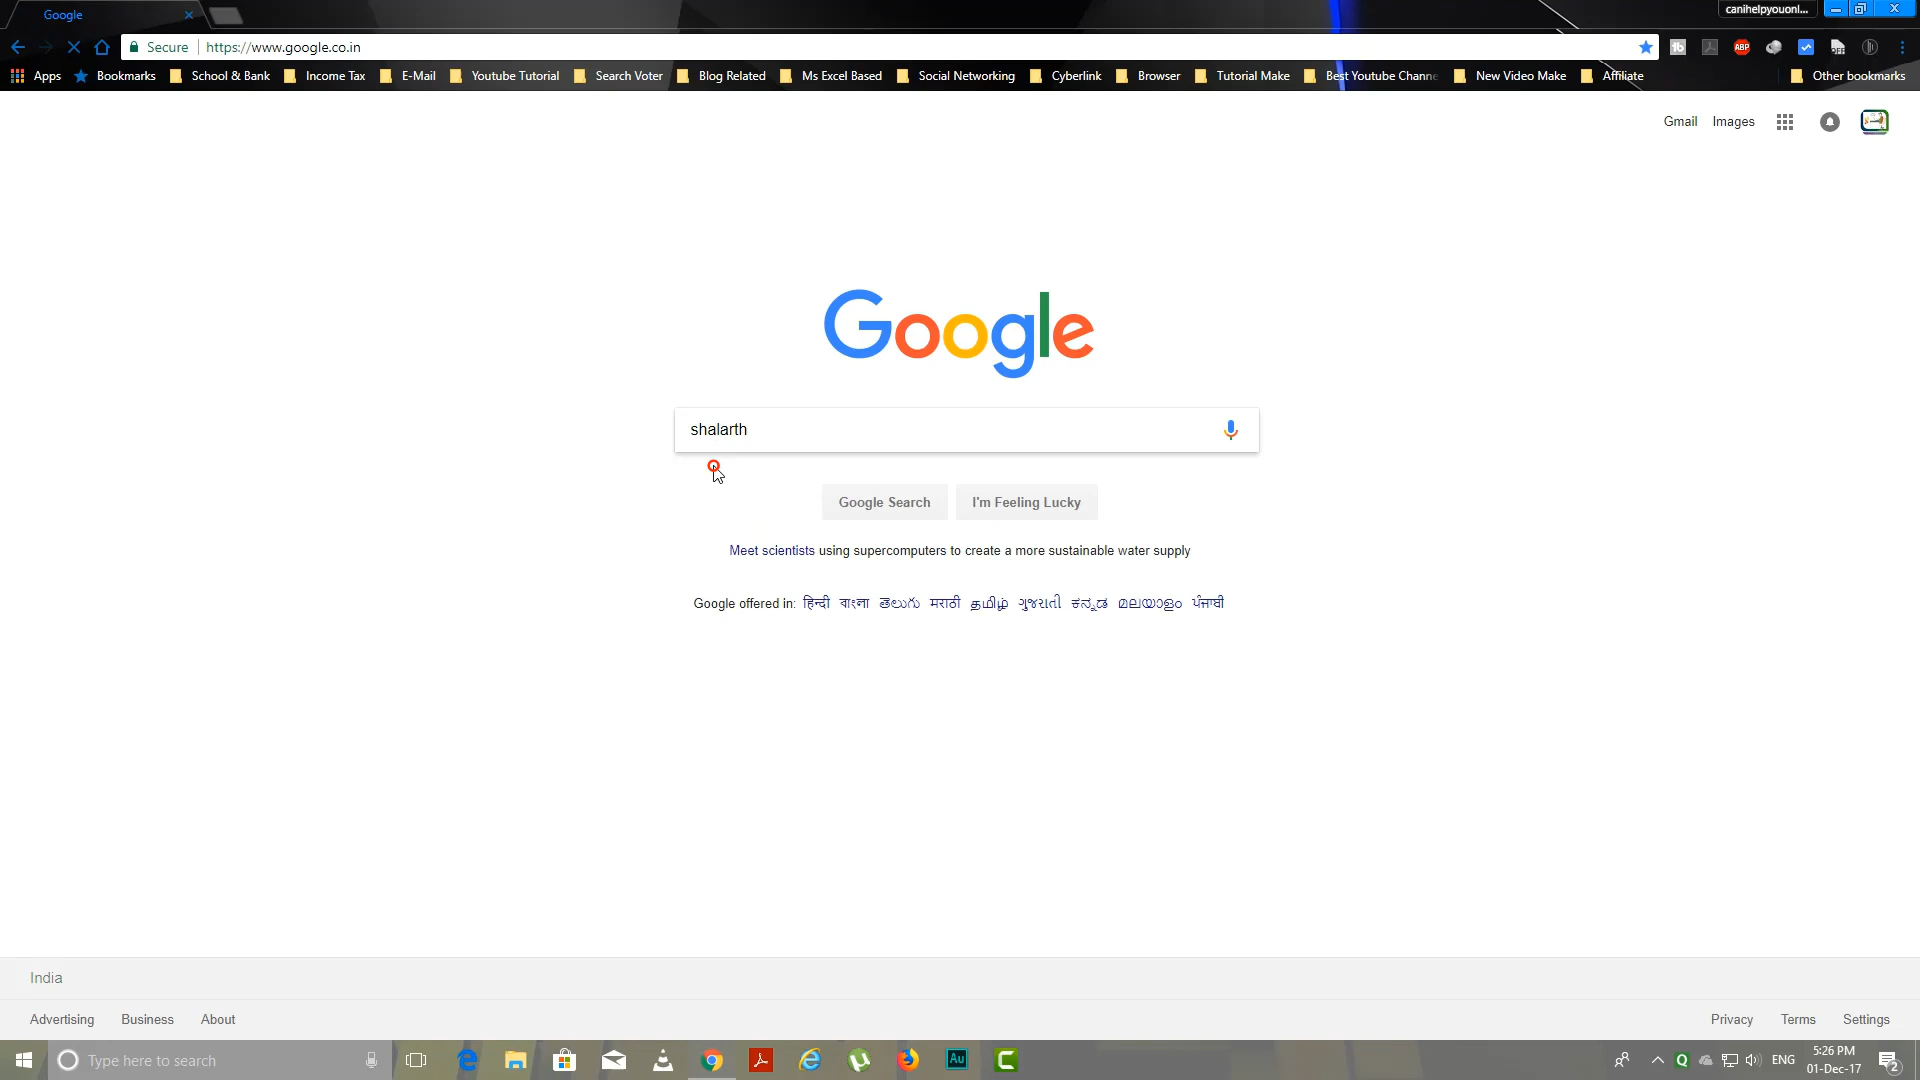 Google
canihelpyouonl...
Secure https://www.google.co.in
Apps Bookmarks School & Bank Income Tax E-Mail Youtube Tutorial Search Voter Blog Related Ms Excel Based Social Networking Cyberlink Browser Tutorial Make Best Youtube Channe New Video Make Affiliate Other bookmarks
Gmail Images
Google
shalarth
Google Search I'm Feeling Lucky
Meet scientists using supercomputers to create a more sustainable water supply
Google offered in: हिन्दी বাংলা తెలుగు मराठी தமிழ் ગુજરાતી ಕನ್ನಡ മലയാളം ਪੰਜਾਬੀ
India
Advertising Business About Privacy Terms Settings
Type here to search
ENG
5:26 PM
01-Dec-17
2